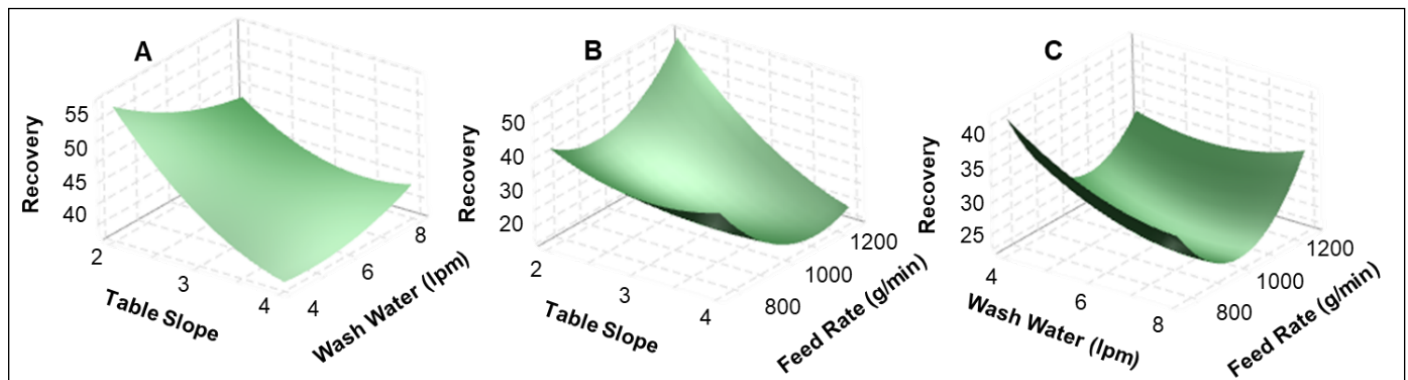 A
Recovery
55
50
45
40
2
3
4
Table Slope
4
6
8
Wash Water (lpm)
B
Recovery
50
40
30
20
2
3
4
Table Slope
800
1000
1200
Feed Rate (g/min)
C
Recovery
40
35
30
25
4
6
8
Wash Water (lpm)
800
1000
1200
Feed Rate (g/min)